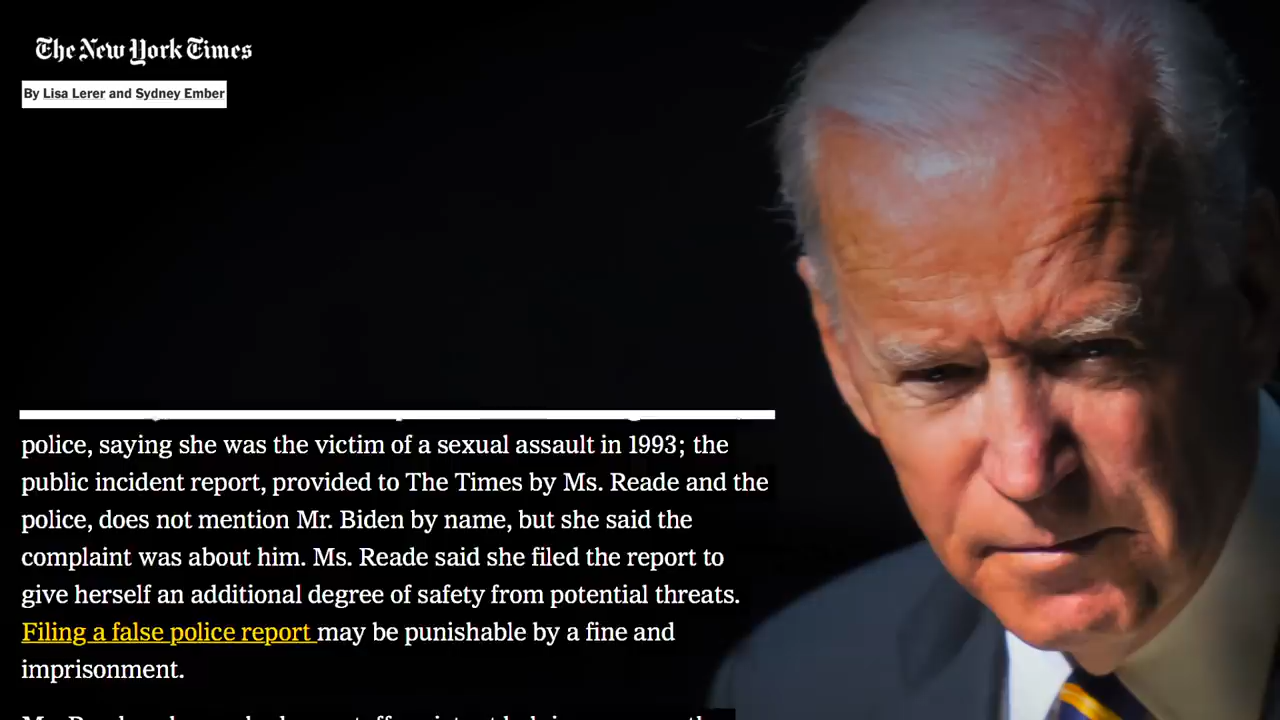 The New York Times
By Lisa Lerer and Sydney Ember
police, saying she was the victim of a sexual assault in 1993; the
public incident report, provided to The Times by Ms. Reade and the
police, does not mention Mr. Biden by name, but she said the
complaint was about him. Ms. Reade said she filed the report to
give herself an additional degree of safety from potential threats.
Filing a false police report may be punishable by a fine and
imprisonment.